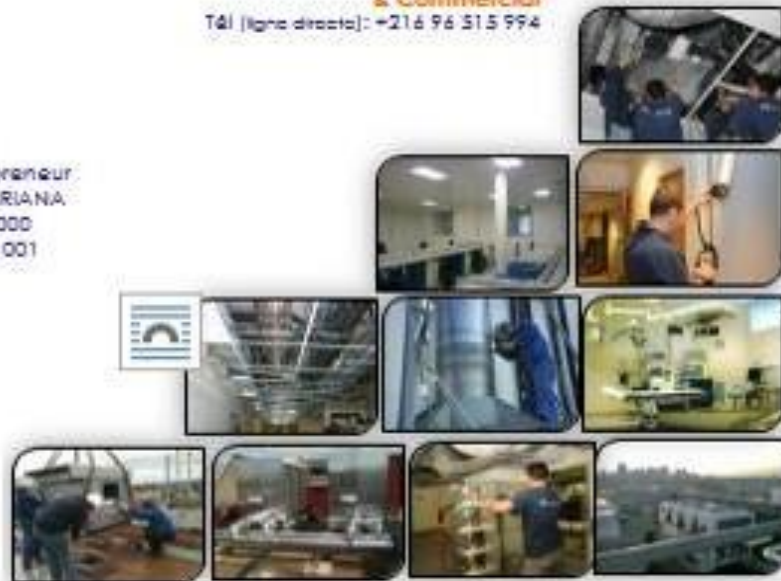 & Commercial
Tél (ligne directe): +216 96 515 994
preneur
RIANA
000
001